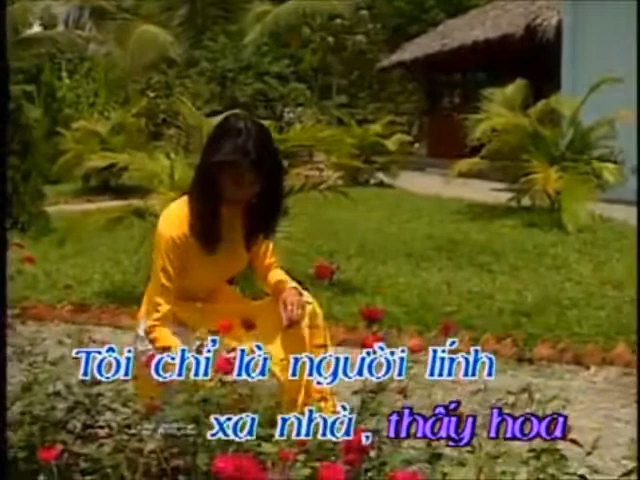 Tôi chỉ là người lính
xa nhà, thấy hoa